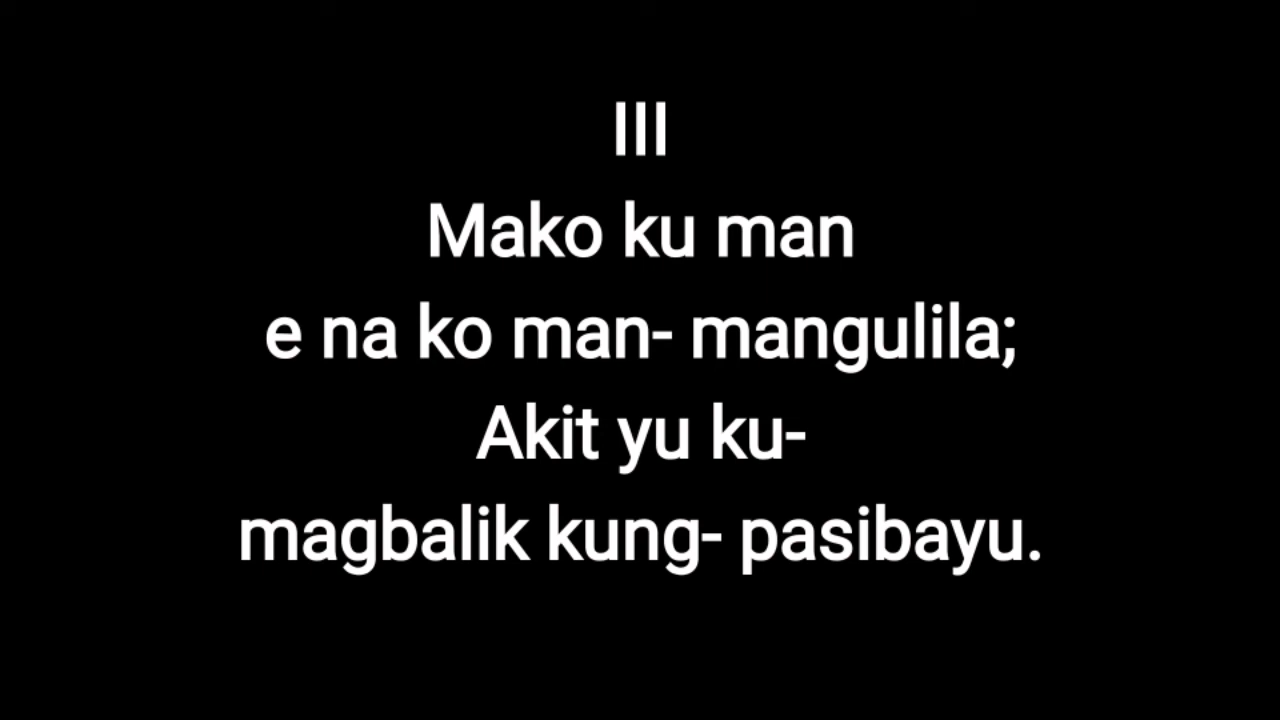 III
Mako ku man
e na ko man- mangulila;
Akit yu ku-
magbalik kung- pasibayu.